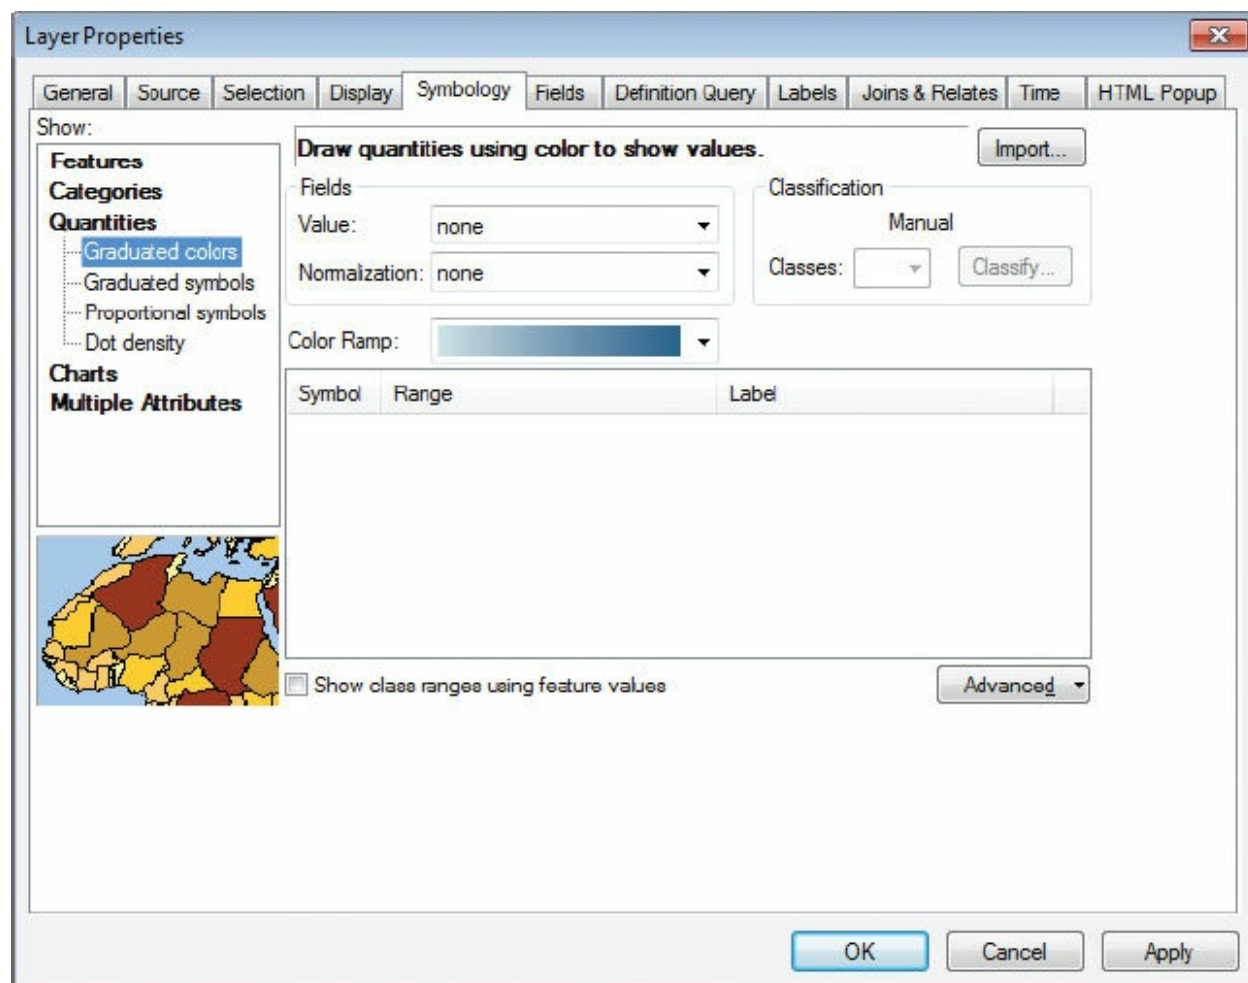 Layer Properties
General Source Selection Display Symbology Fields Definition Query Labels Joins & Relates Time HTML Popup
Show:
Features
Categories
Quantities
Graduated colors
Graduated symbols
Proportional symbols
Dot density
Charts
Multiple Attributes
Draw quantities using color to show values.
Import...
Fields
Value: none
Normalization: none
Classification
Manual
Classes:
Classify...
Color Ramp:
Symbol Range Label
Show class ranges using feature values
Advanced
OK Cancel Apply